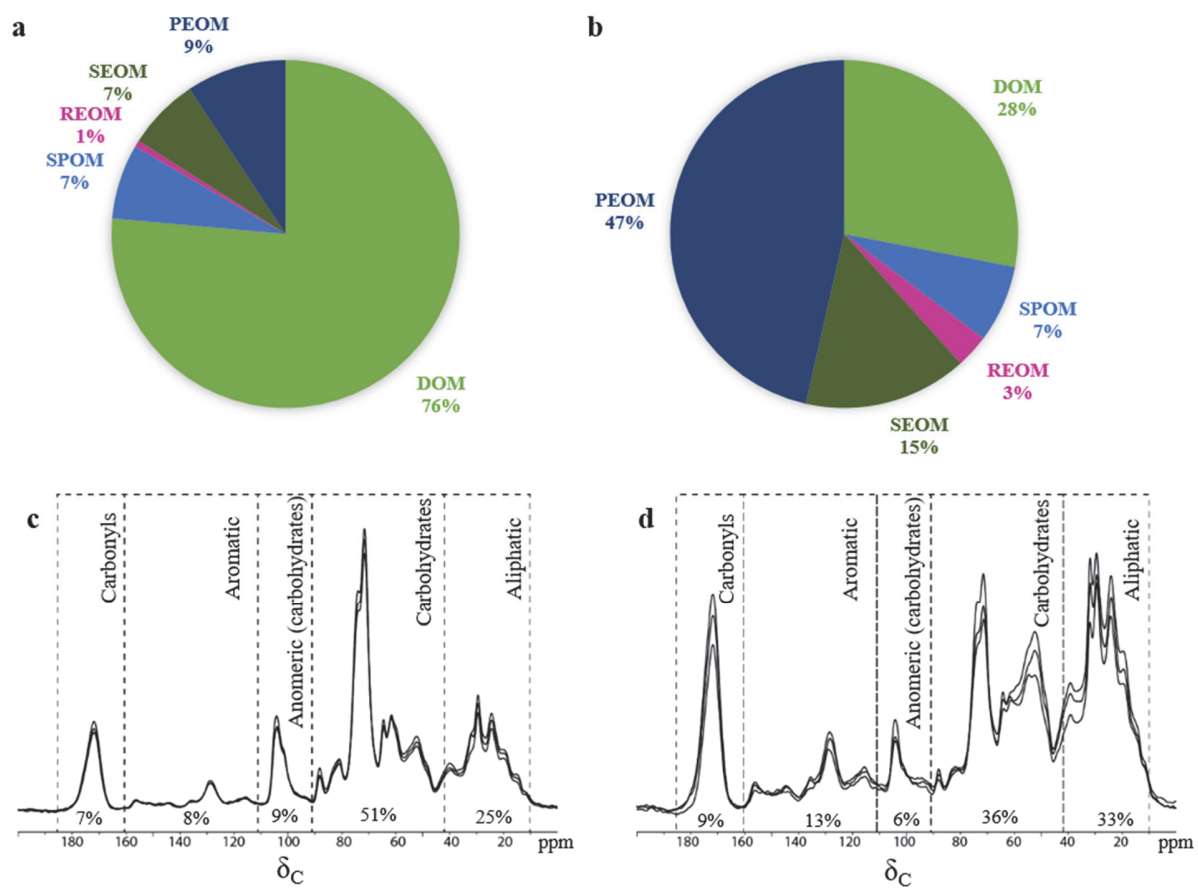 a
PEOM
9%
SEOM
7%
REOM
1%
SPOM
7%
DOM
76%
b
DOM
28%
PEOM
47%
SPOM
7%
REOM
3%
SEOM
15%
c
Carbonyls
Aromatic
Anomeric (carbohydrates)
Carbohydrates
Aliphatic
7%
8%
9%
51%
25%
180
160
140
120
100
80
60
40
20
ppm
δC
d
Carbonyls
Aromatic
Anomeric (carbohydrates)
Carbohydrates
Aliphatic
9%
13%
6%
36%
33%
180
160
140
120
100
80
60
40
20
ppm
δC